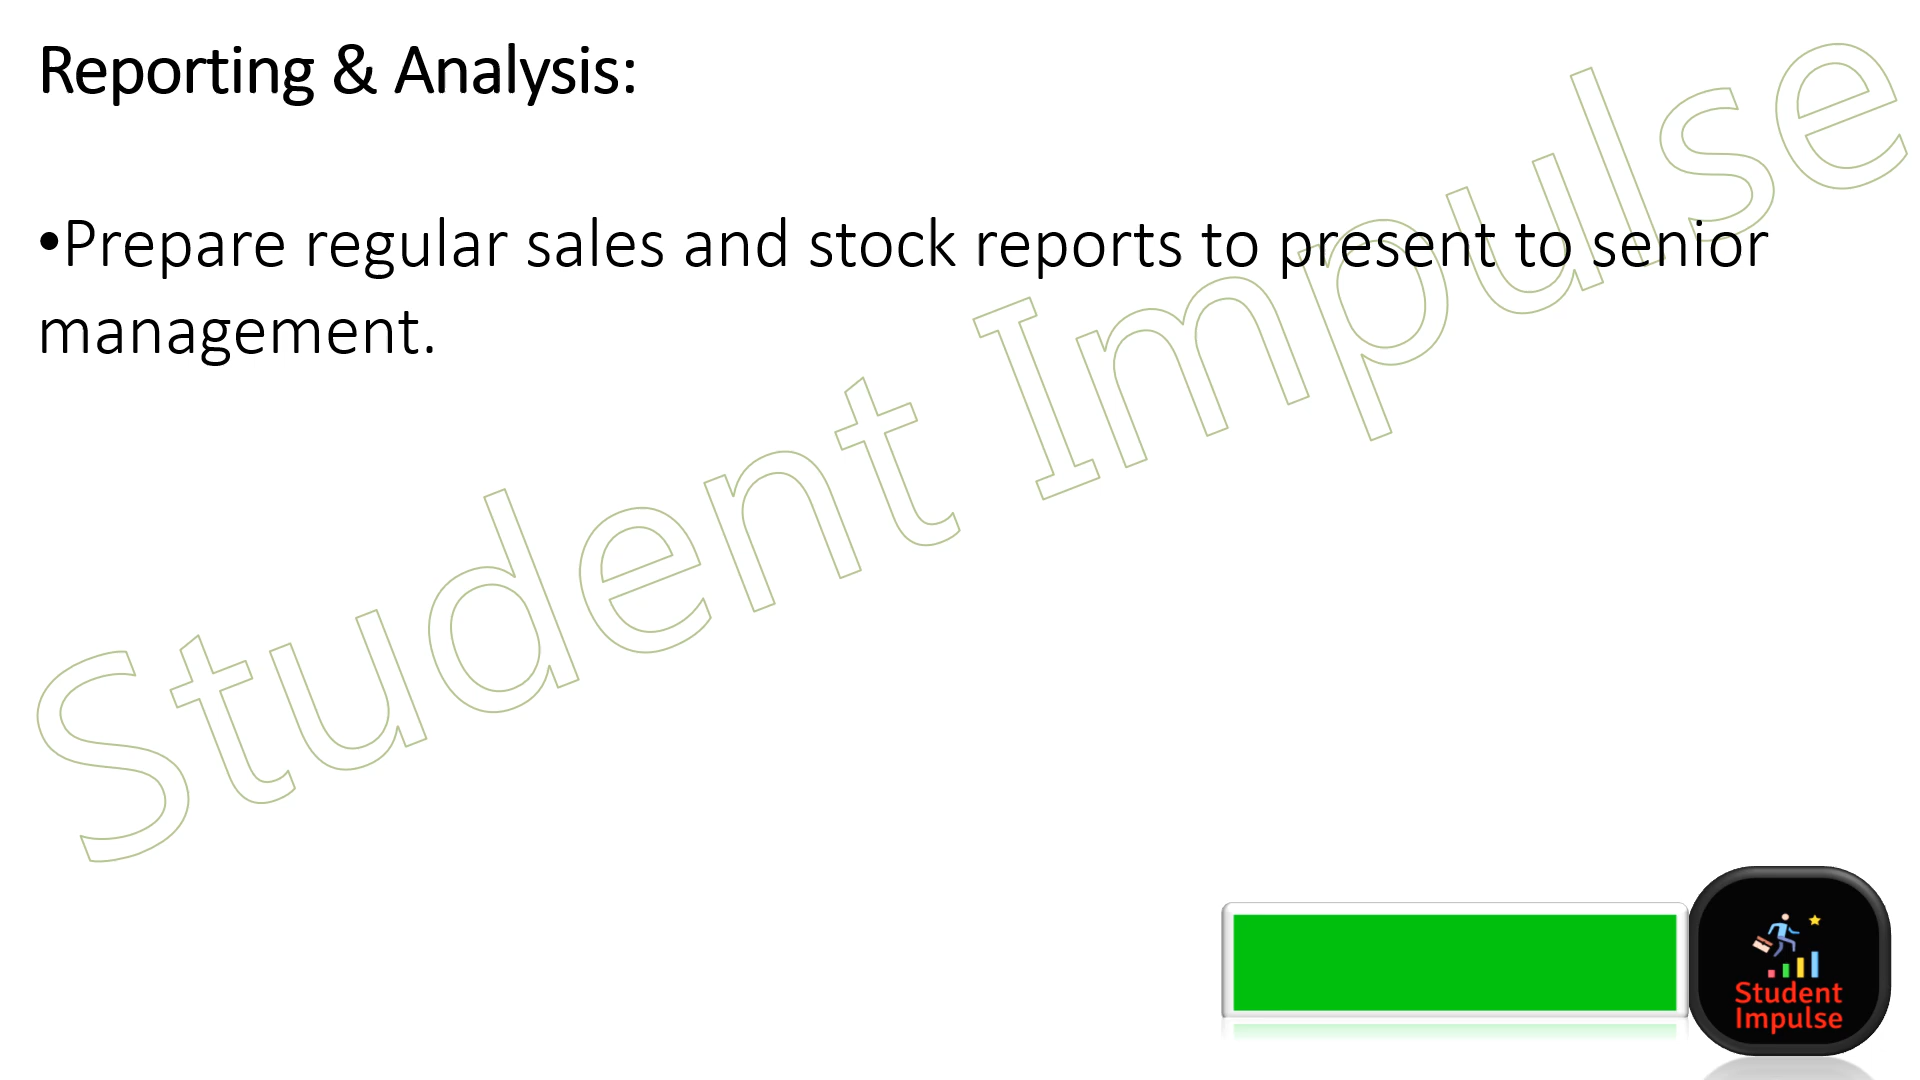 Reporting & Analysis:
•Prepare regular sales and stock reports to present to senior
management.
Student Impulse
Student
Impulse